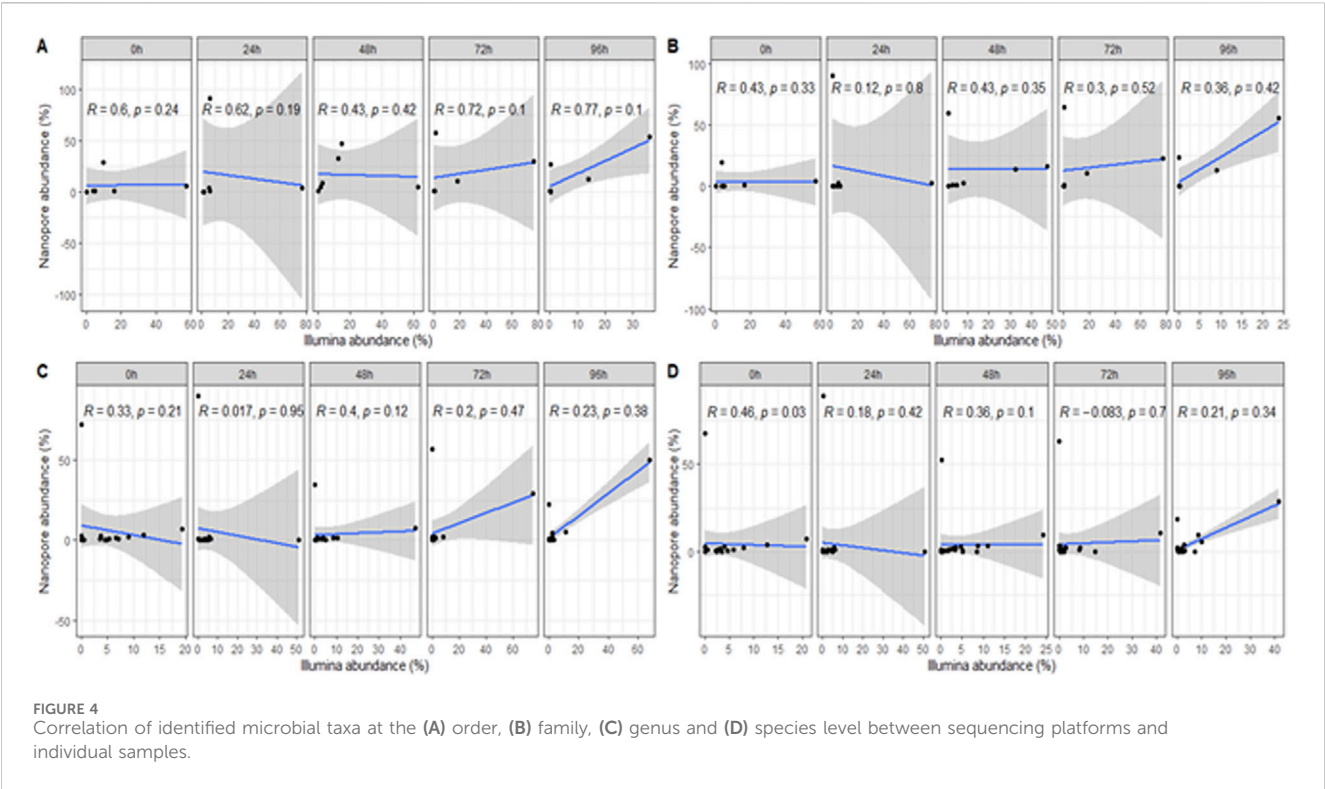 A
0h 24h 48h 72h 96h
R = 0.6, p = 0.24 R = 0.62, p = 0.19 R = 0.43, p = 0.42 R = 0.72, p = 0.1 R = 0.77, p = 0.1
Nanopore abundance (%)
100
50
0
-50
-100
0 20 40 60 0 20 40 60 80 0 20 40 60 0 20 40 60 80 0 10 20 30
Illumina abundance (%)
B
0h 24h 48h 72h 96h
R = 0.43, p = 0.33 R = 0.12, p = 0.8 R = 0.43, p = 0.35 R = 0.3, p = 0.52 R = 0.36, p = 0.42
Nanopore abundance (%)
100
50
0
-50
-100
0 20 40 60 0 20 40 60 80 0 10 20 30 40 50 0 20 40 60 80 0 5 10 15 20 25
Illumina abundance (%)
C
0h 24h 48h 72h 96h
R = 0.33, p = 0.21 R = 0.017, p = 0.95 R = 0.4, p = 0.12 R = 0.2, p = 0.47 R = 0.23, p = 0.38
Nanopore abundance (%)
50
0
-50
0 5 10 15 20 0 10 20 30 40 50 0 10 20 30 40 0 20 40 60 0 20 40 60
Illumina abundance (%)
D
0h 24h 48h 72h 96h
R = 0.46, p = 0.03 R = 0.18, p = 0.42 R = 0.36, p = 0.1 R = −0.083, p = 0.7 R = 0.21, p = 0.34
Nanopore abundance (%)
50
0
0 5 10 15 20 0 10 20 30 40 50 0 5 10 15 20 25 0 10 20 30 40 0 10 20 30 40
Illumina abundance (%)
FIGURE 4
Correlation of identified microbial taxa at the (A) order, (B) family, (C) genus and (D) species level between sequencing platforms and
individual samples.